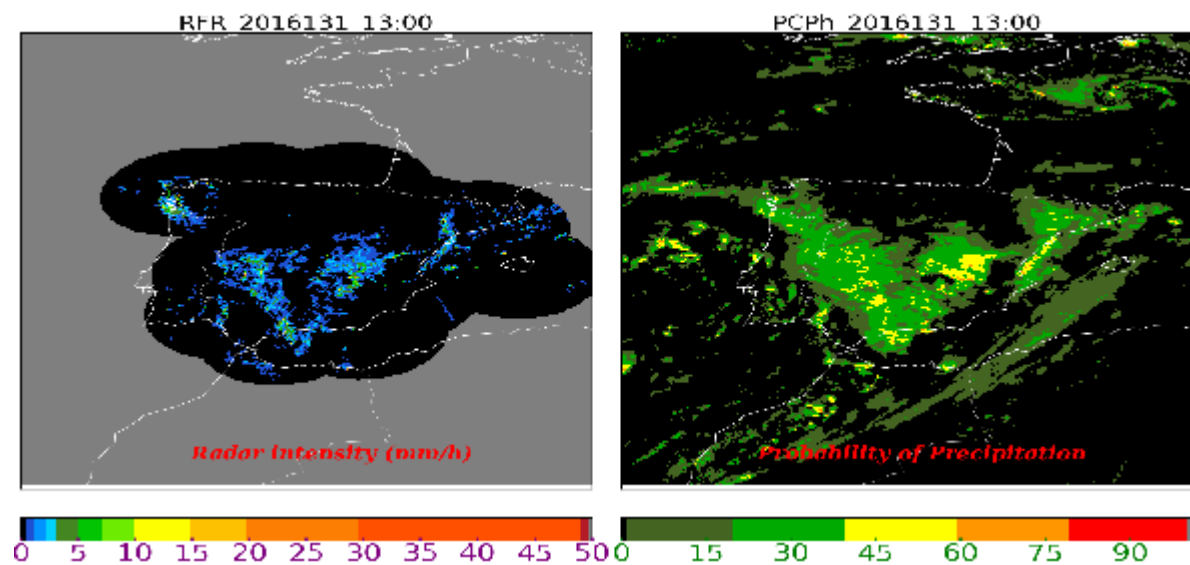 RFR 2016131 13:00
PCPh 2016131 13:00
Radar intensity (mm/h)
Probability of Precipitation
0 5 10 15 20 25 30 35 40 45 50
0 15 30 45 60 75 90